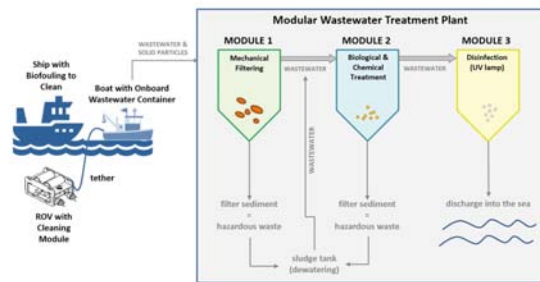 Modular Wastewater Treatment Plant
WASTEWATER &
SOLID PARTICLES
Ship with
Biofouling to
Clean
Boat with Onboard
Wastewater Container
tether
ROV with
Cleaning
Module
MODULE 1
Mechanical
Filtering
WASTEWATER
MODULE 2
Biological &
Chemical
Treatment
WASTEWATER
MODULE 3
Disinfection
(UV lamp)
WASTEWATER
filter sediment
=
hazardous waste
filter sediment
=
hazardous waste
discharge into the sea
sludge tank
(dewatering)